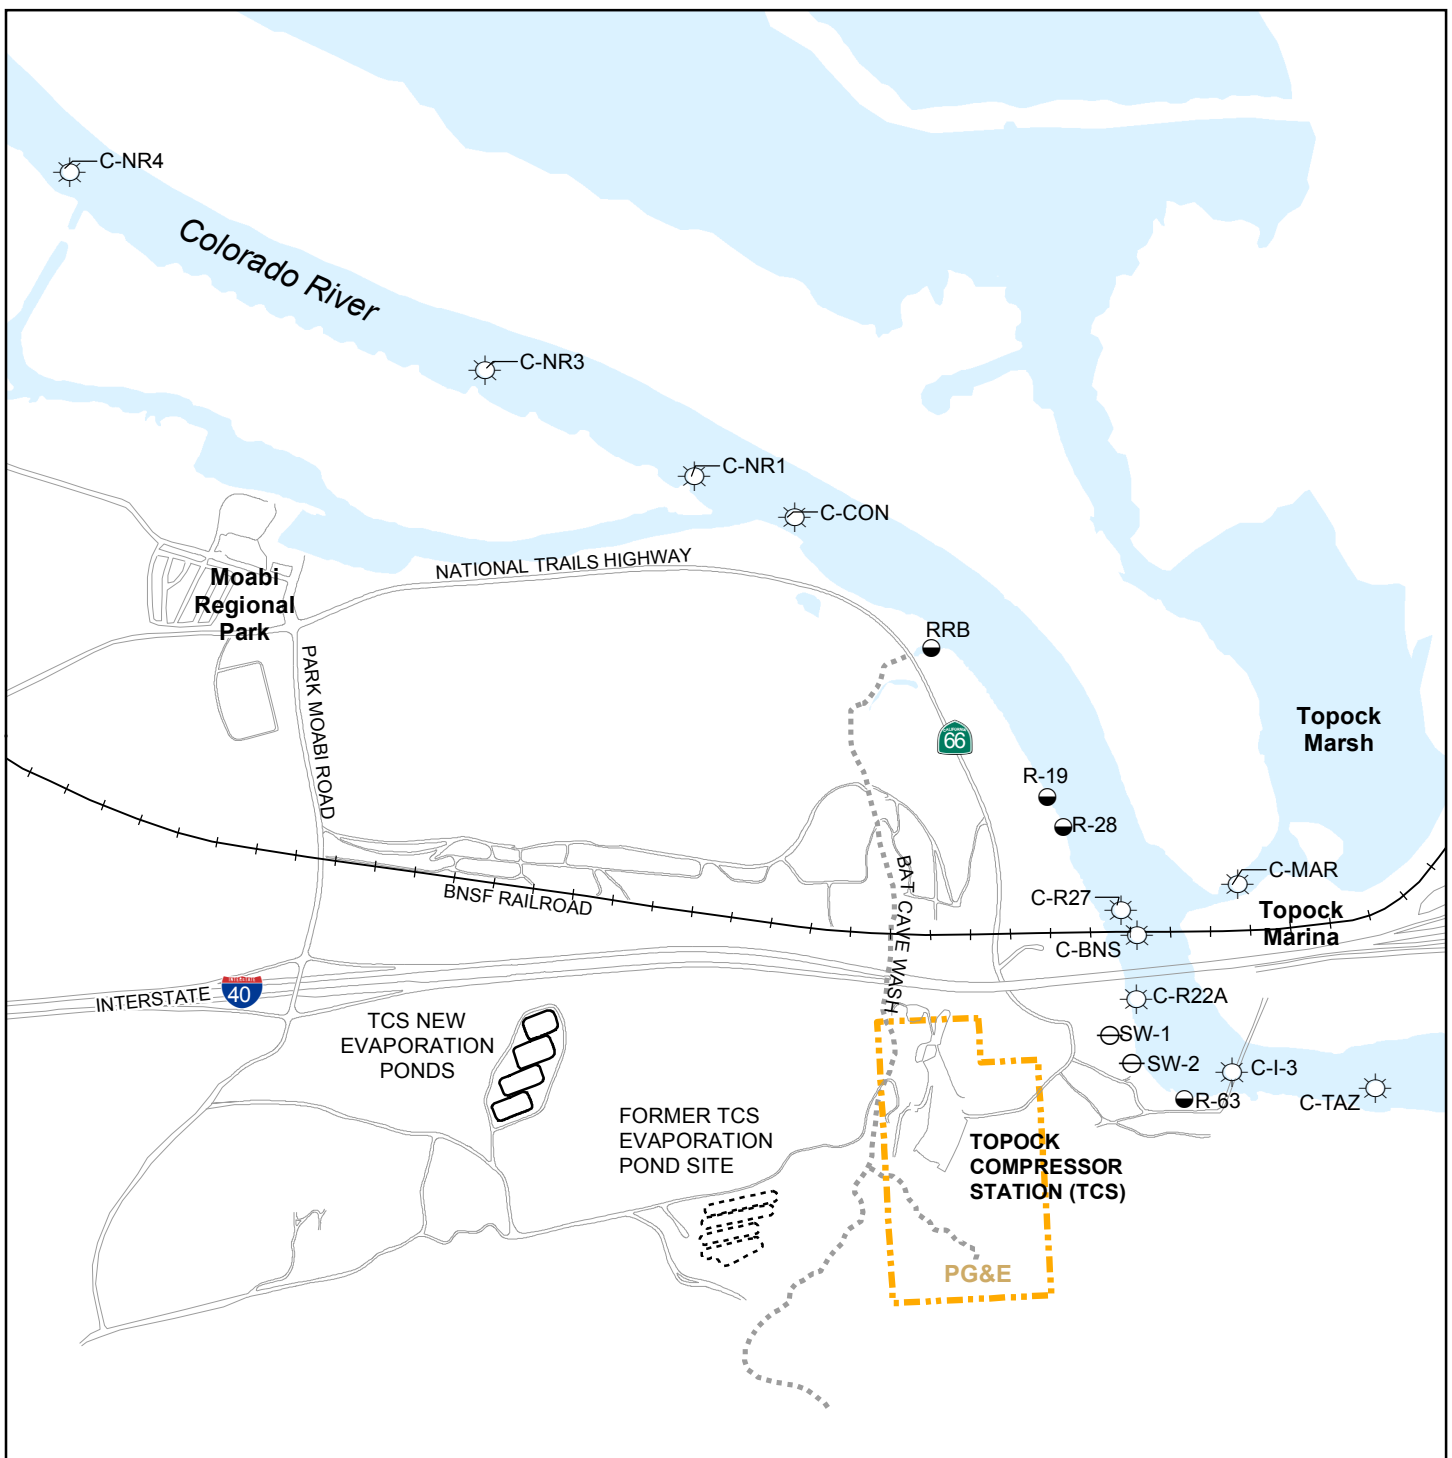 C-NR4
Colorado River
C-NR3
C-NR1
C-CON
NATIONAL TRAILS HIGHWAY
Moabi
Regional
Park
RRB
PARK MOABI ROAD
CALIFORNIA
66
Topock
Marsh
R-19
R-28
BAT CAVE WASH
C-MAR
C-R27
BNSF RAILROAD
Topock
Marina
C-BNS
INTERSTATE
INTERSTATE
40
C-R22A
TCS NEW
EVAPORATION
PONDS
SW-1
SW-2
C-I-3
R-63
C-TAZ
FORMER TCS
EVAPORATION
POND SITE
TOPOCK
COMPRESSOR
STATION (TCS)
PG&E